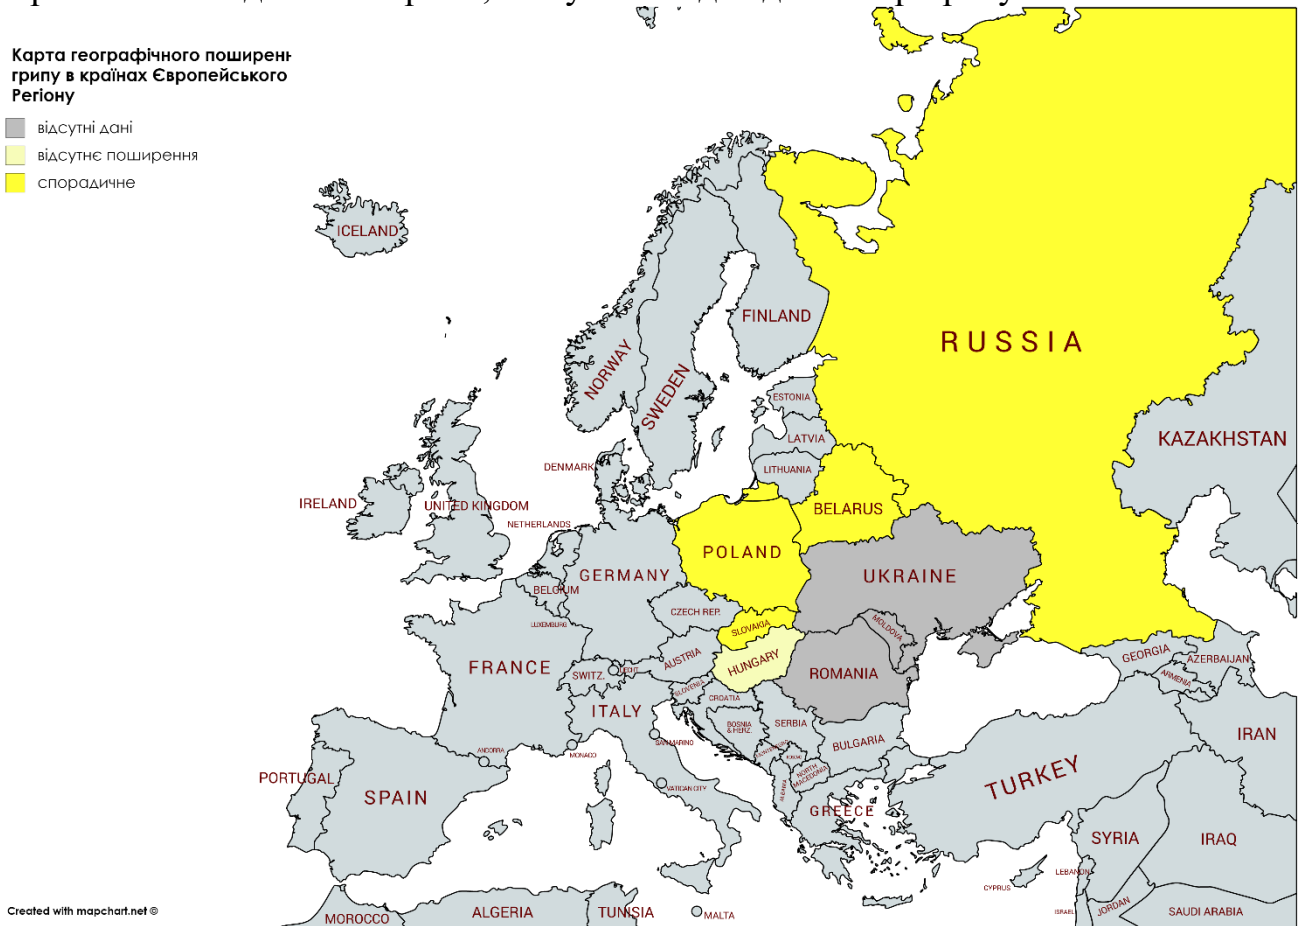 Карта географічного поширенн
грипу в країнах Європейського
Регіону
відсутні дані
відсутнє поширення
спорадичне
ICELAND
FINLAND
NORWAY
SWEDEN
RUSSIA
ESTONIA
LATVIA
LITHUANIA
KAZAKHSTAN
DENMARK
IRELAND
UNITED KINGDOM
NETHERLANDS
BELARUS
POLAND
GERMANY
UKRAINE
BELGIUM
LUXEMBURG
CZECH REP.
SLOVAKIA
MOLDOVA
FRANCE
SWITZ.
LIECHT.
AUSTRIA
HUNGARY
ROMANIA
GEORGIA
AZERBAIJAN
ARMENIA
SLOVENIA
CROATIA
ITALY
BOSNIA
& HERZ.
SERBIA
BULGARIA
SAN MARINO
ANDORRA
MONACO
NORTH
MACEDONIA
IRAN
PORTUGAL
SPAIN
VATICAN CITY
GREECE
TURKEY
SYRIA
IRAQ
LEBANON
CYPRUS
ISRAEL
JORDAN
SAUDI ARABIA
MOROCCO
ALGERIA
TUNISIA
MALTA
Created with mapchart.net ©